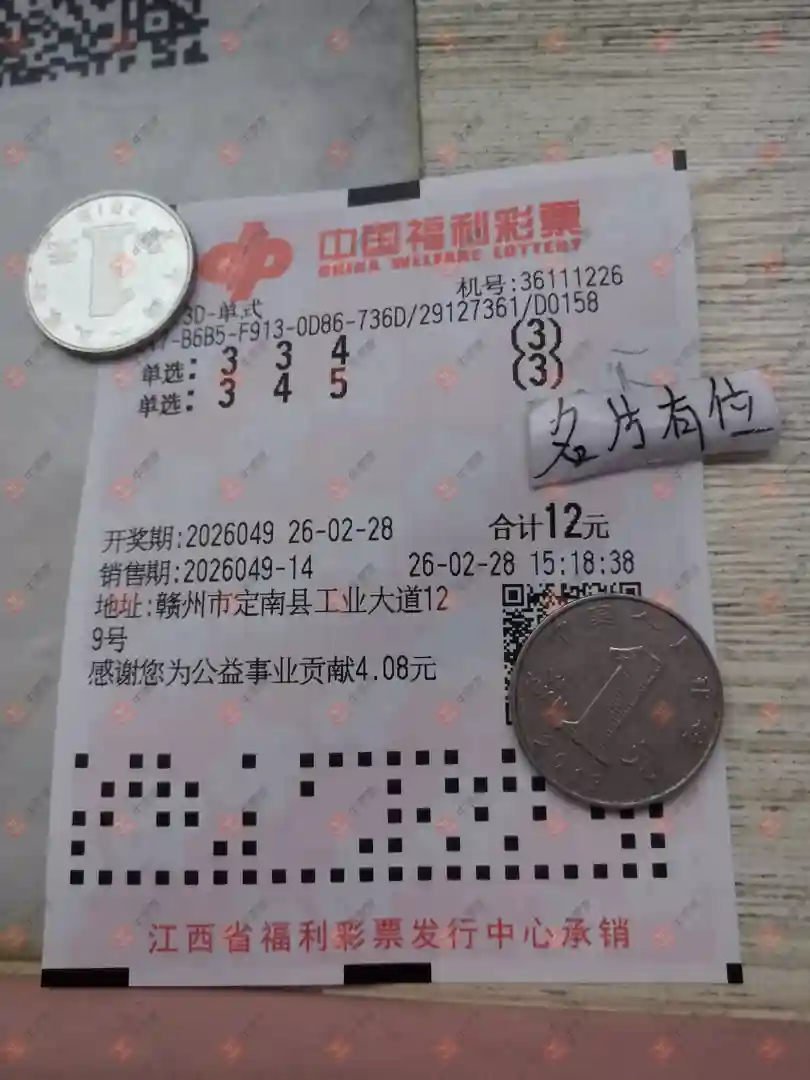 中国福利彩票
CHINA WELFARE LOTTERY
机号:36111226
3D-单式
B6B5-F913-0D86-736D/29127361/D0158
单选: 3 3 4 (3)
单选: 3 4 5 (3)
名片有位
开奖期:2026049 26-02-28 合计12元
销售期:2026049-14 26-02-28 15:18:38
地址:赣州市定南县工业大道12
9号
感谢您为公益事业贡献4.08元
江西省福利彩票发行中心承销